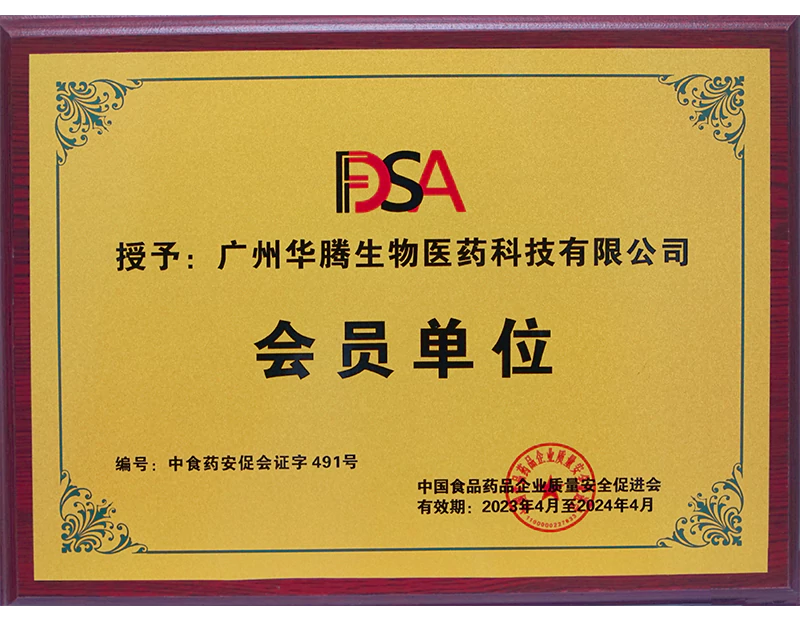 FDSA
授予：广州华腾生物医药科技有限公司
会员单位
编号：中食药安促会证字491号
中国食品药品企业质量安全促进会
有效期：2023年4月至2024年4月